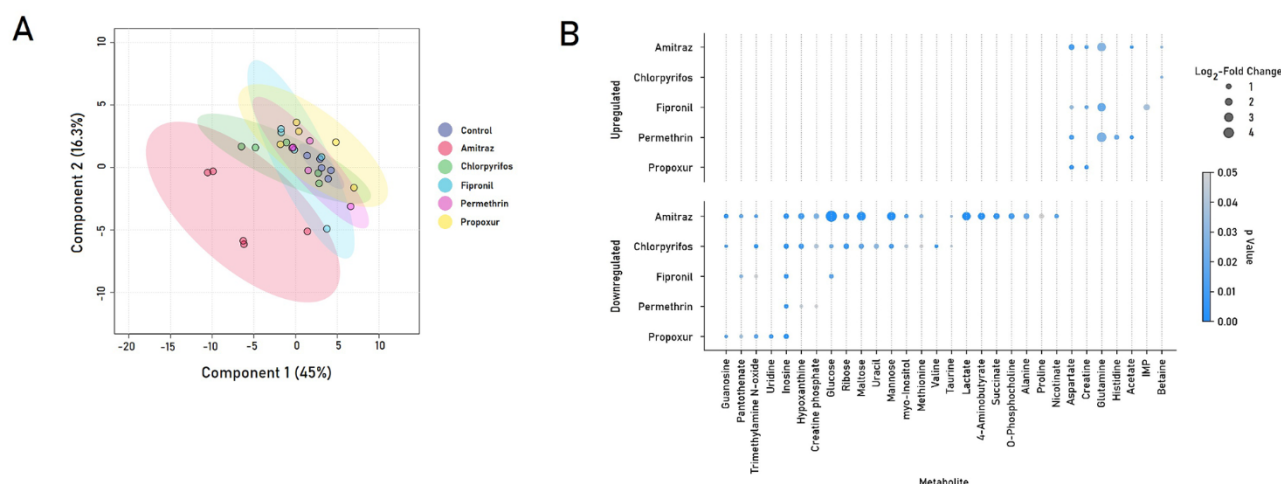 A
Component 2 (16.3%)
10
5
0
-5
-10
-20
-15
-10
-5
0
5
10
Component 1 (45%)
Control
Amitraz
Chlorpyrifos
Fipronil
Permethrin
Propoxur
B
Upregulated
Amitraz
Chlorpyrifos
Fipronil
Permethrin
Propoxur
Downregulated
Amitraz
Chlorpyrifos
Fipronil
Permethrin
Propoxur
Guanosine
Pantothenate
Trimethylamine N-oxide
Uridine
Inosine
Hypoxanthine
Creatine phosphate
Glucose
Ribose
Maltose
Uracil
Mannose
myo-Inositol
Methionine
Valine
Taurine
Lactate
4-Aminobutyrate
Succinate
O-Phosphocholine
Alanine
Proline
Nicotinate
Aspartate
Creatine
Glutamine
Histidine
Acetate
IMP
Betaine
Metabolite
Log2-Fold Change
1
2
3
4
0.05
0.04
0.03
0.02
0.01
0.00
p Value